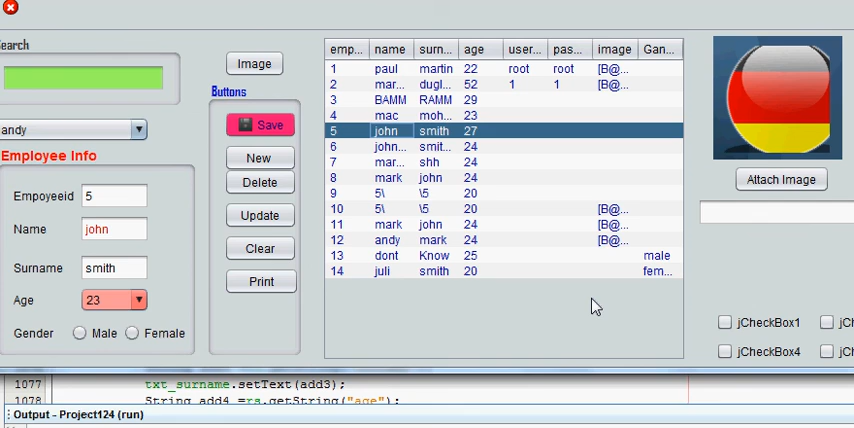 Search
Image
Buttons
andy
Employee Info
Empoyeeid 5
Name john
Surname smith
Age 23
Gender Male Female
Save
New
Delete
Update
Clear
Print
emp... name surn... age user... pas... image Gan...
1 paul martin 22 root root [B@...
2 mar... dugl... 52 1 1 [B@...
3 BAMM RAMM 29
4 mac moh... 23
5 john smith 27
6 john... smit... 24
7 mar... shh 24
8 mark john 24
9 5\ \5 20
10 5\ \5 20 [B@...
11 mark john 24 [B@...
12 andy mark 24 [B@...
13 dont Know 25 male
14 juli smith 20 fem...
Attach Image
jCheckBox1 jCh
jCheckBox4 jCh
1077 txt_surname.setText(add3);
1078 String add4 =rs.getString("age");
Output - Project124 (run)